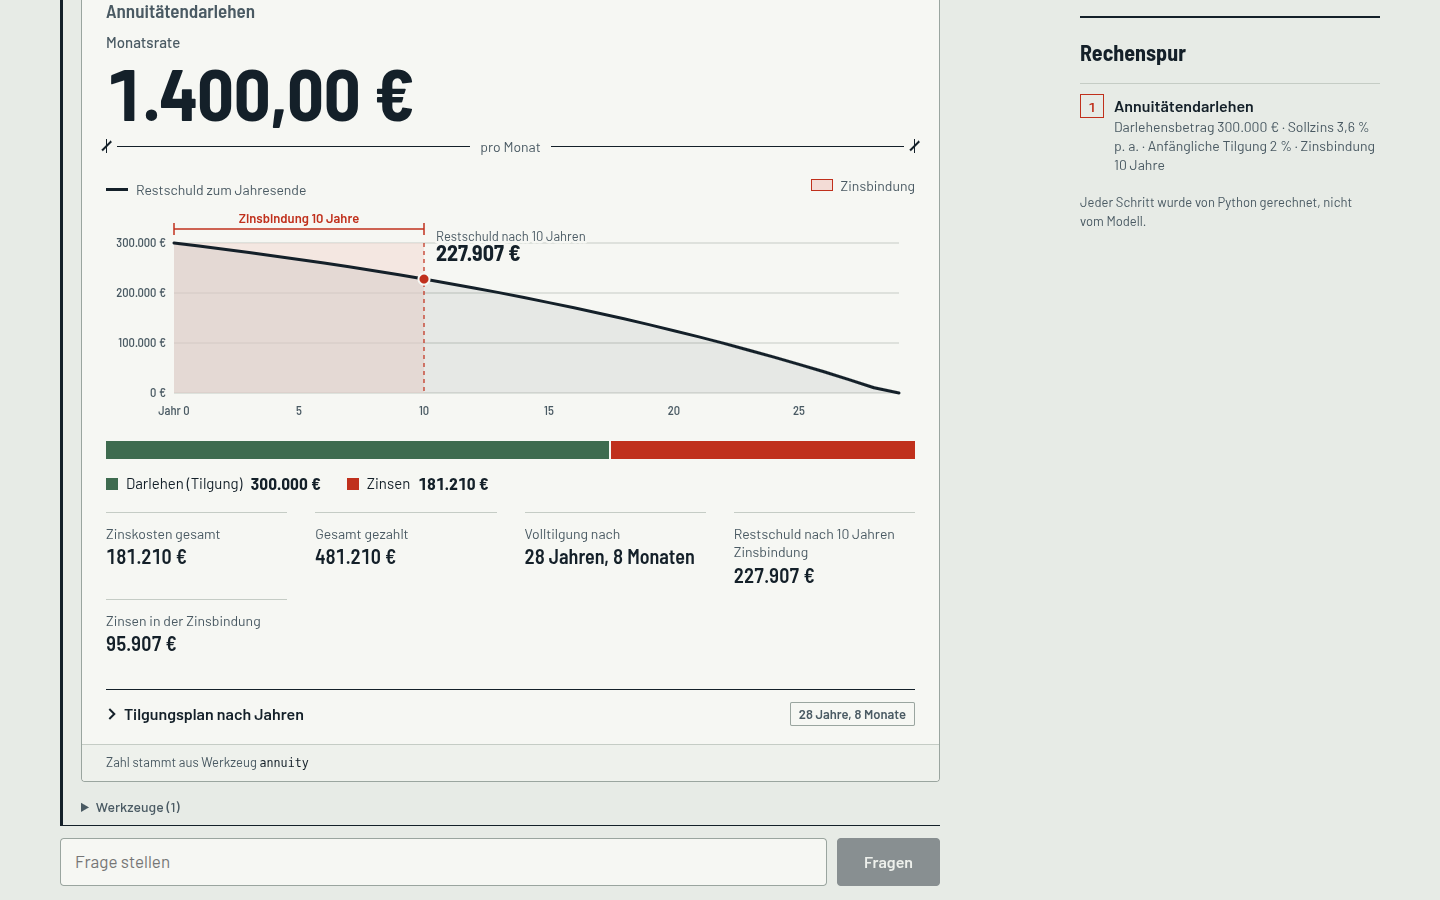 Annuitätendarlehen
Monatsrate
1.400,00 €
pro Monat
Restschuld zum Jahresende
Zinsbindung
Zinsbindung 10 Jahre
Restschuld nach 10 Jahren
227.907 €
300.000 €
200.000 €
100.000 €
0 €
Jahr 0 5 10 15 20 25
Darlehen (Tilgung) 300.000 € Zinsen 181.210 €
Zinskosten gesamt
181.210 €
Gesamt gezahlt
481.210 €
Volltilgung nach
28 Jahren, 8 Monaten
Restschuld nach 10 Jahren
Zinsbindung
227.907 €
Zinsen in der Zinsbindung
95.907 €
Tilgungsplan nach Jahren
28 Jahre, 8 Monate
Zahl stammt aus Werkzeug annuity
Werkzeuge (1)
Frage stellen
Fragen
Rechenspur
1 Annuitätendarlehen
Darlehensbetrag 300.000 € · Sollzins 3,6 %
p. a. · Anfängliche Tilgung 2 % · Zinsbindung
10 Jahre
Jeder Schritt wurde von Python gerechnet, nicht
vom Modell.